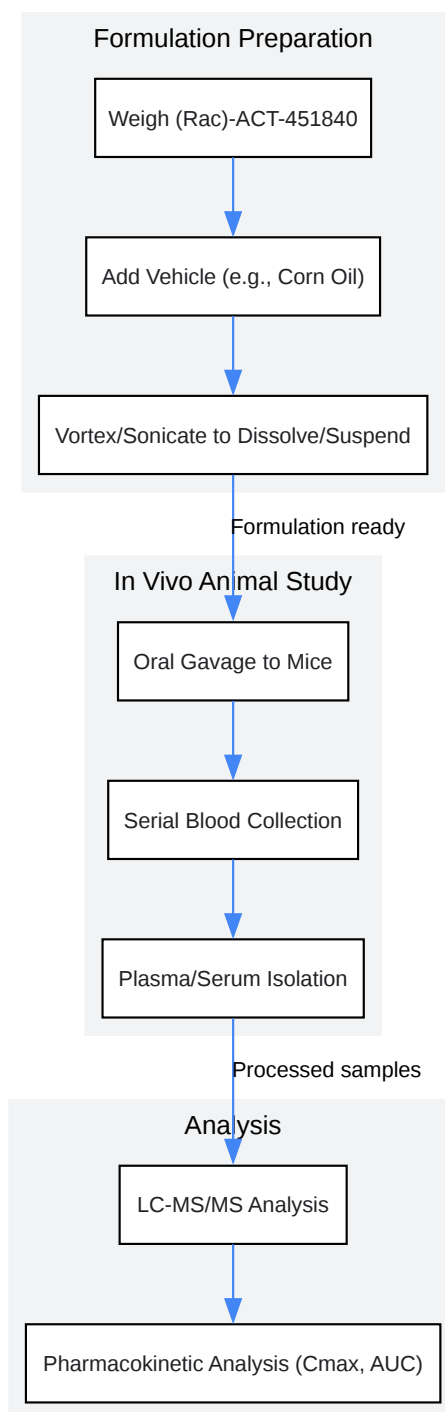 Formulation Preparation
Weigh (Rac)-ACT-451840
Add Vehicle (e.g., Corn Oil)
Vortex/Sonicate to Dissolve/Suspend
Formulation ready
In Vivo Animal Study
Oral Gavage to Mice
Serial Blood Collection
Plasma/Serum Isolation
Processed samples
Analysis
LC-MS/MS Analysis
Pharmacokinetic Analysis (Cmax, AUC)